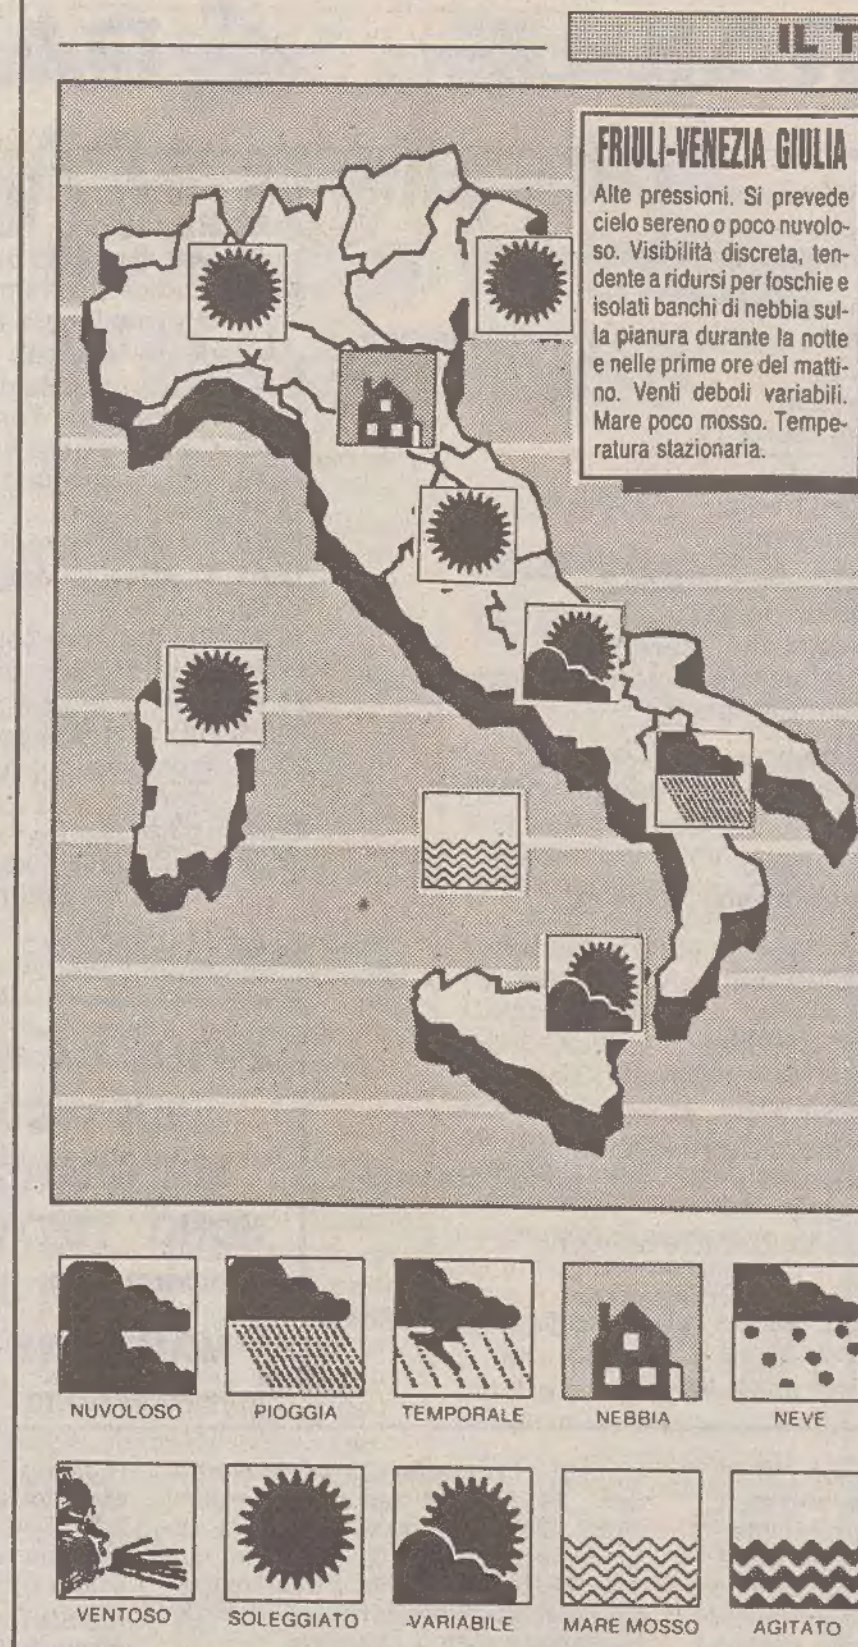 IL T
FRIULI-VENEZIA GIULIA
Alte pressioni. Si prevede
cielo sereno o poco nuvolo-
so. Visibilità discreta, ten-
dente a ridursi per foschie e
isolati banchi di nebbia sul-
la pianura durante la notte
e nelle prime ore del matti-
no. Venti deboli variabili.
Mare poco mosso. Tempe-
ratura stazionaria.
NUVOLOSO PIOGGIA TEMPORALE NEBBIA NEVE
VENTOSO SOLEGGIATO VARIABILE MARE MOSSO AGITATO